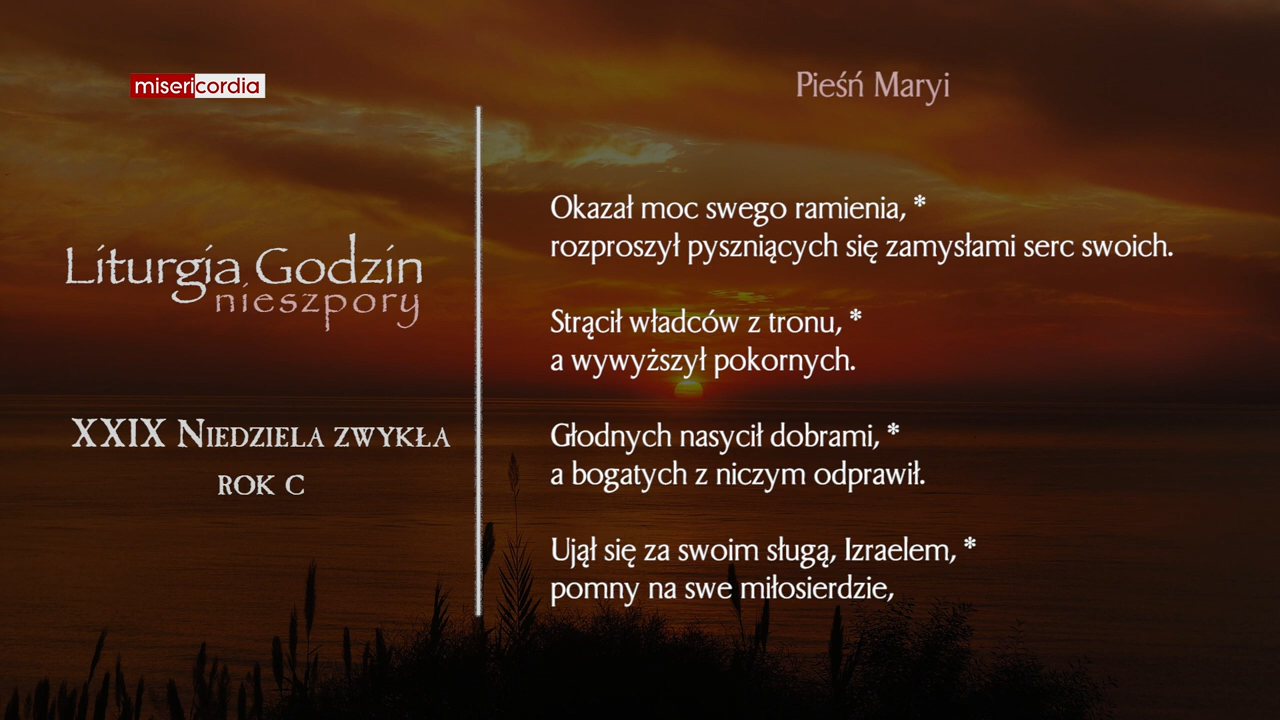 misericordia
Liturgia Godzin
nieszpory
XXIX Niedziela zwykła
rok C
Pieśń Maryi
Okazał moc swego ramienia, *
rozproszył pyszniących się zamysłami serc swoich.
Strącił władców z tronu, *
a wywyższył pokornych.
Głodnych nasycił dobrami, *
a bogatych z niczym odprawił.
Ujął się za swoim sługą, Izraelem, *
pomny na swe miłosierdzie,